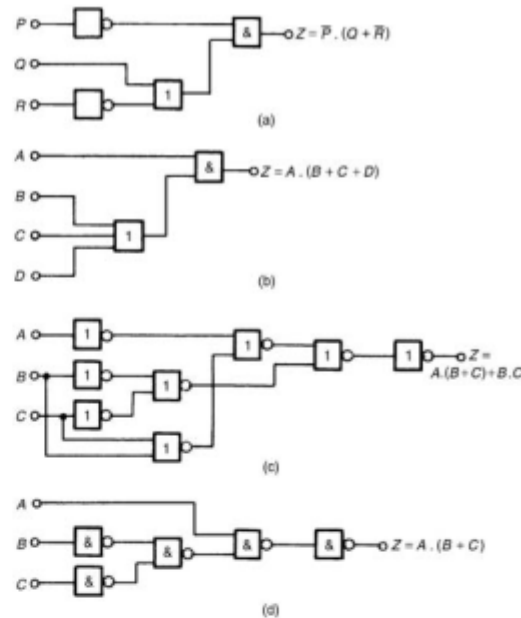 P
&
Z = P̅ . (Q + R̅)
Q
1
R
(a)
A
&
Z = A . (B + C + D)
B
C
1
D
(b)
A
1
1
1
1
Z =
A.(B+C)+B.C
B
1
1
C
1
1
(c)
A
B
&
&
&
&
Z = A . (B + C)
C
&
(d)